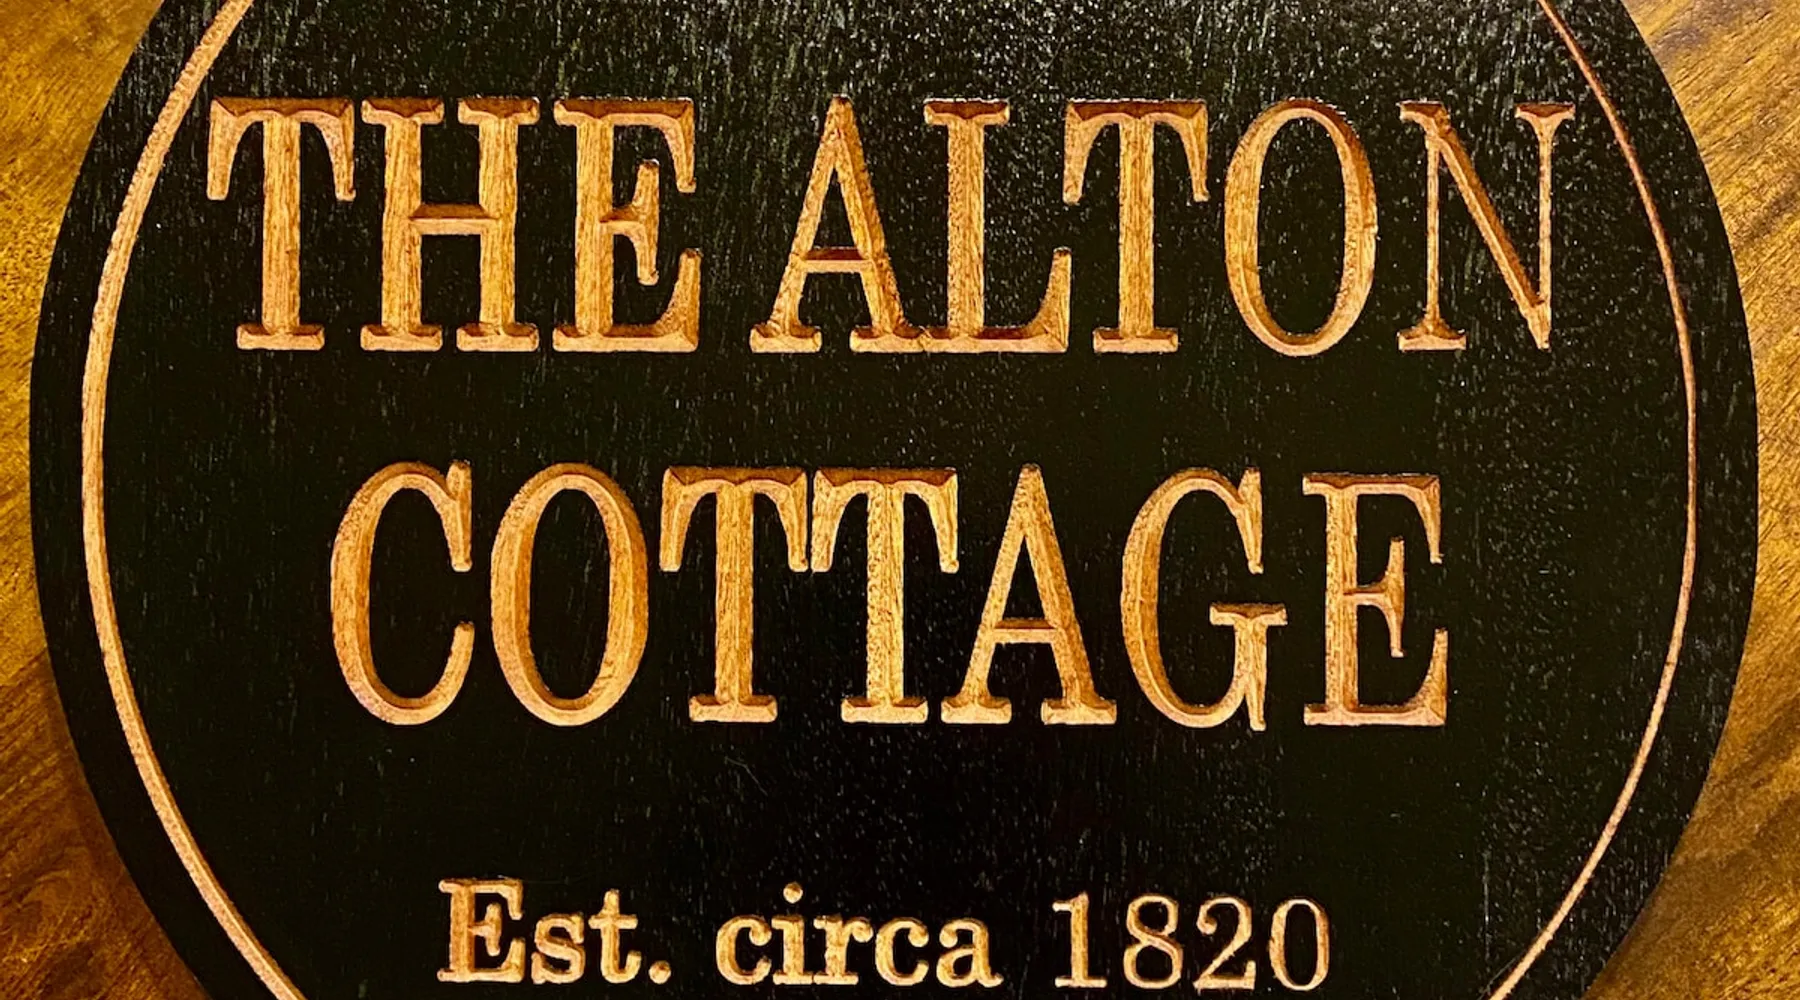 THE ALTON
COTTAGE
Est. circa 1820